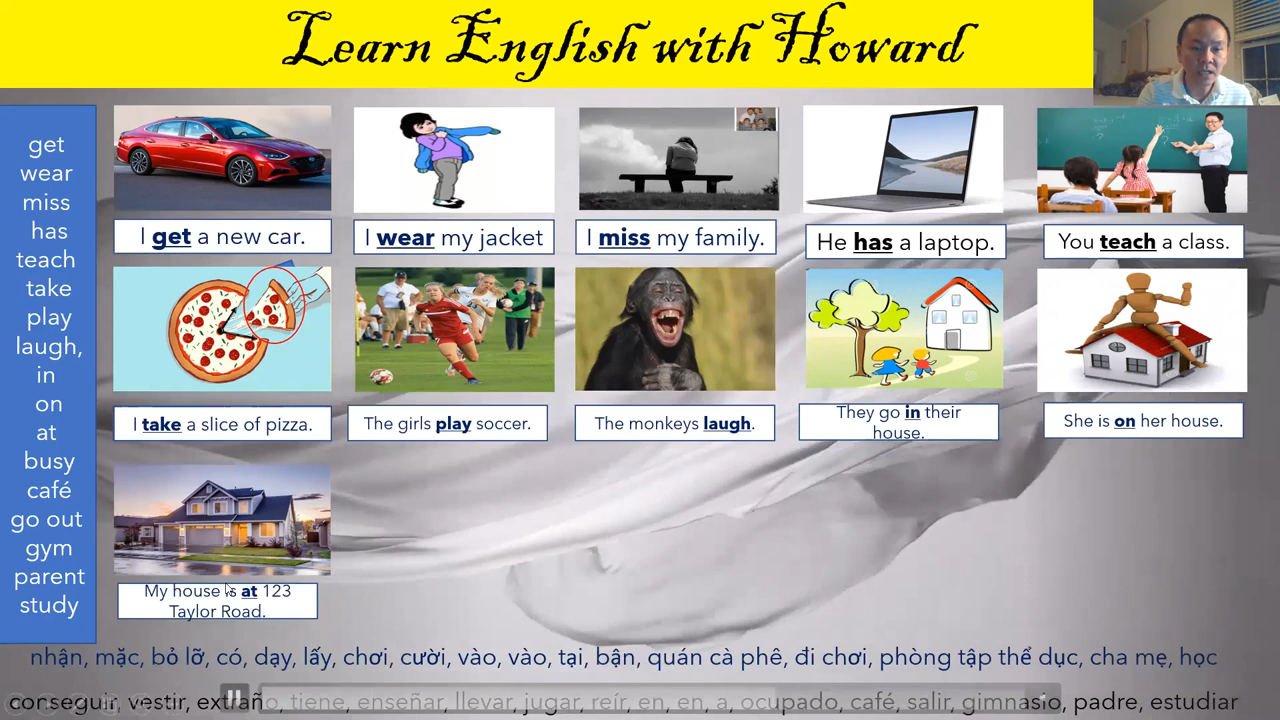 Learn English with Howard
get
wear
miss
has
teach
take
play
laugh,
in
on
at
busy
café
go out
gym
parent
study
I get a new car.
I wear my jacket
I miss my family.
He has a laptop.
You teach a class.
I take a slice of pizza.
The girls play soccer.
The monkeys laugh.
They go in their
house.
She is on her house.
My house is at 123
Taylor Road.
nhận, mặc, bỏ lỡ, có, dạy, lấy, chơi, cười, vào, vào, tại, bận, quán cà phê, đi chơi, phòng tập thể dục, cha mẹ, học
conseguir, vestir, extraño, tiene, enseñar, llevar, jugar, reír, en, en, a, ocupado, café, salir, gimnasio, padre, estudiar